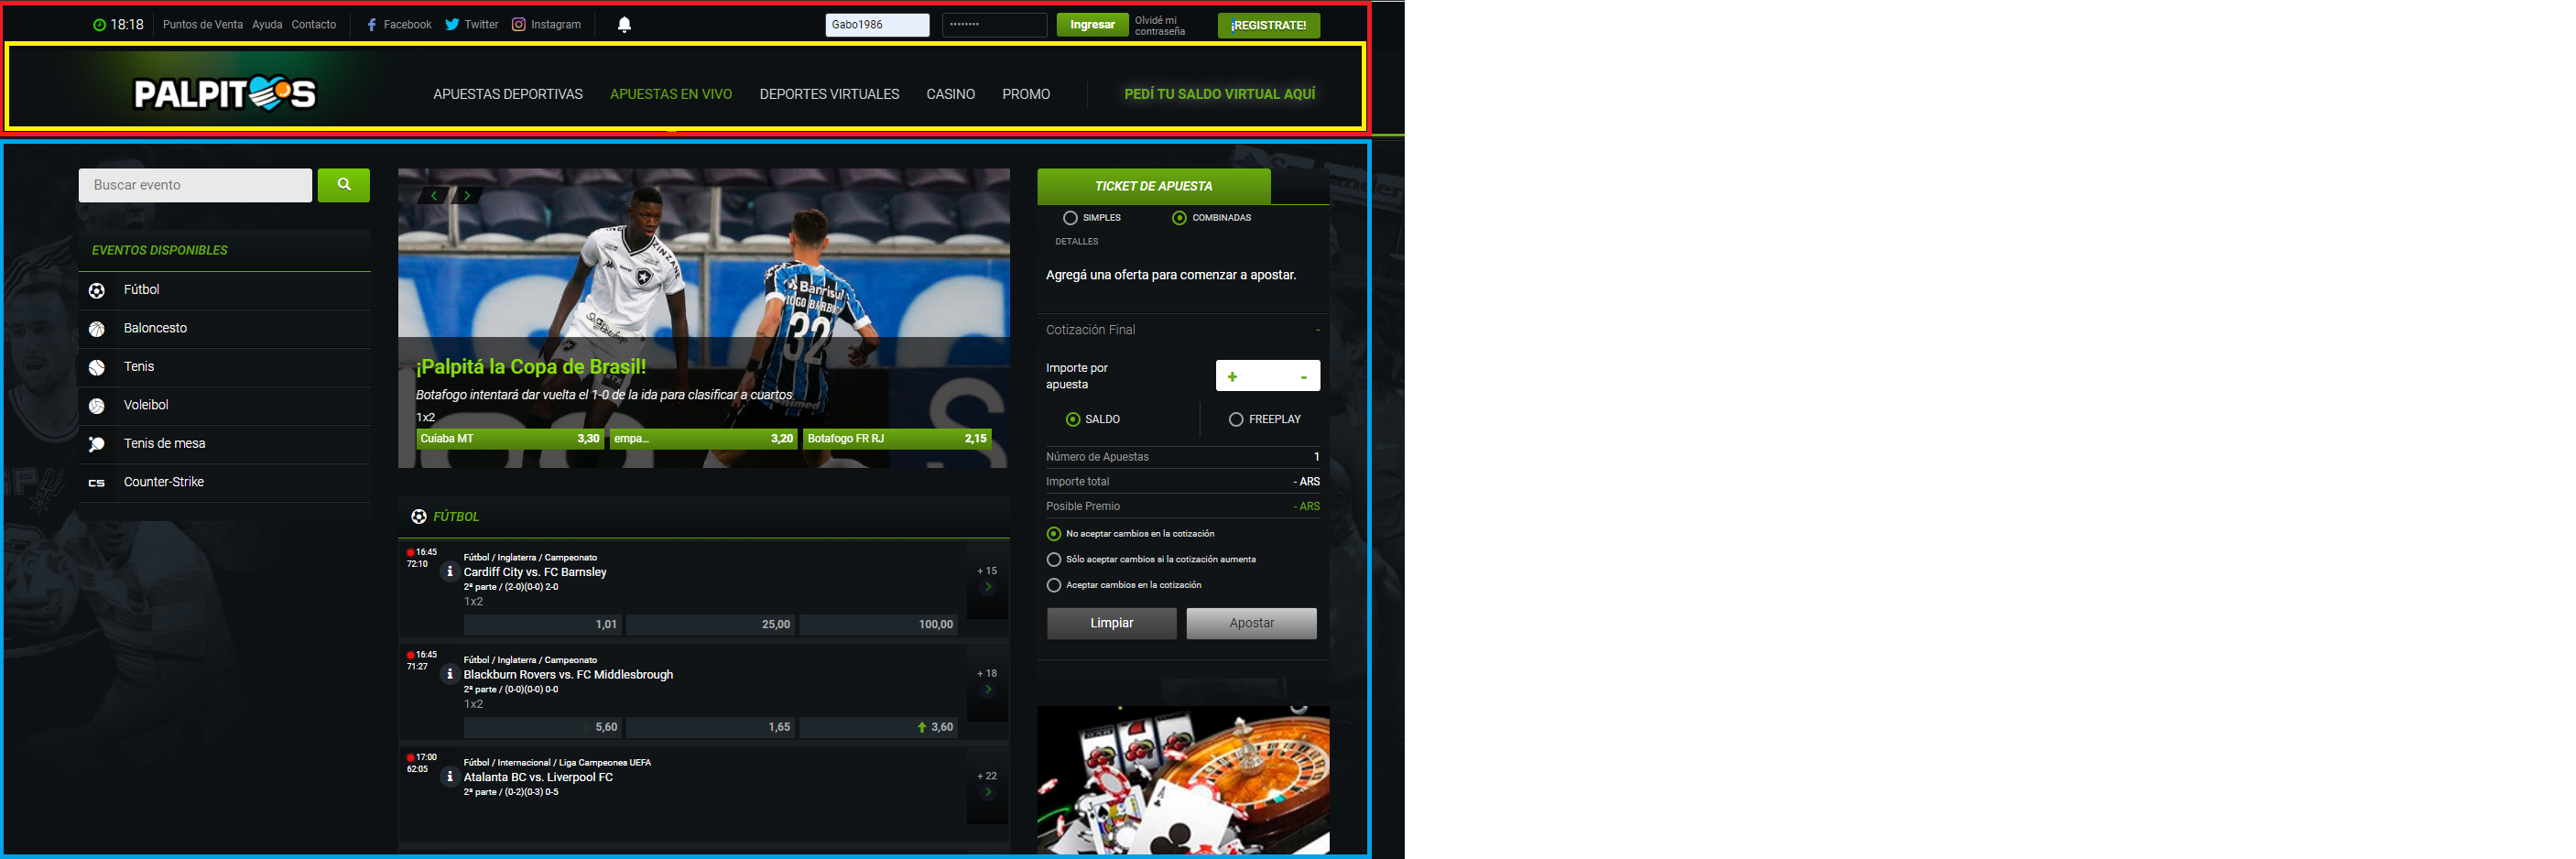 18:18 Puntos de Venta Ayuda Contacto Facebook Twitter Instagram Gabo1986 Ingresar Olvidé mi contraseña ¡REGISTRATE!
PALPITOS APUESTAS DEPORTIVAS APUESTAS EN VIVO DEPORTES VIRTUALES CASINO PROMO PEDÍ TU SALDO VIRTUAL AQUÍ
Buscar evento
EVENTOS DISPONIBLES
Fútbol
Baloncesto
Tenis
Voleibol
Tenis de mesa
CS Counter-Strike
Banrisul
DIOGO BARBOSA
32
¡Palpitá la Copa de Brasil!
Botafogo intentará dar vuelta el 1-0 de la ida para clasificar a cuartos
1x2
Cuiaba MT 3,30 empa... 3,20 Botafogo FR RJ 2,15
FÚTBOL
16:45
72:10
Fútbol / Inglaterra / Campeonato
Cardiff City vs. FC Barnsley
2ª parte / (2-0)(0-0) 2-0
1x2
+ 15
1,01 25,00 100,00
16:45
71:27
Fútbol / Inglaterra / Campeonato
Blackburn Rovers vs. FC Middlesbrough
2ª parte / (0-0)(0-0) 0-0
1x2
+ 18
5,60 1,65 3,60
17:00
62:05
Fútbol / Internacional / Liga Campeones UEFA
Atalanta BC vs. Liverpool FC
2ª parte / (0-2)(0-3) 0-5
+ 22
TICKET DE APUESTA
SIMPLES COMBINADAS
DETALLES
Agregá una oferta para comenzar a apostar.
Cotización Final -
Importe por
apuesta
+ -
SALDO FREEPLAY
Número de Apuestas 1
Importe total - ARS
Posible Premio - ARS
No aceptar cambios en la cotización
Sólo aceptar cambios si la cotización aumenta
Aceptar cambios en la cotización
Limpiar Apostar